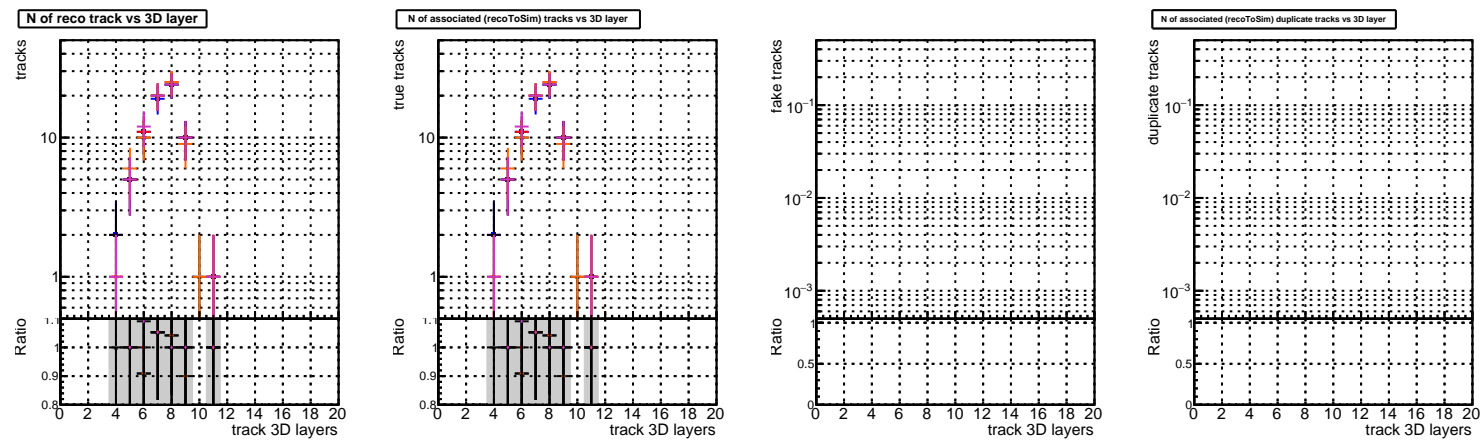 N of reco track vs 3D layer
tracks
10
1
Ratio
1.1
1
0.9
0.8
0 2 4 6 8 10 12 14 16 18 20
track 3D layers
N of associated (recoToSim) tracks vs 3D layer
true tracks
10
1
Ratio
1.1
1
0.9
0.8
0 2 4 6 8 10 12 14 16 18 20
track 3D layers
fake tracks
10−1
10−2
10−3
Ratio
1
0.5
0
0 2 4 6 8 10 12 14 16 18 20
track 3D layers
N of associated (recoToSim) duplicate tracks vs 3D layer
duplicate tracks
10−1
10−2
10−3
Ratio
1
0.5
0
0 2 4 6 8 10 12 14 16 18 20
track 3D layers